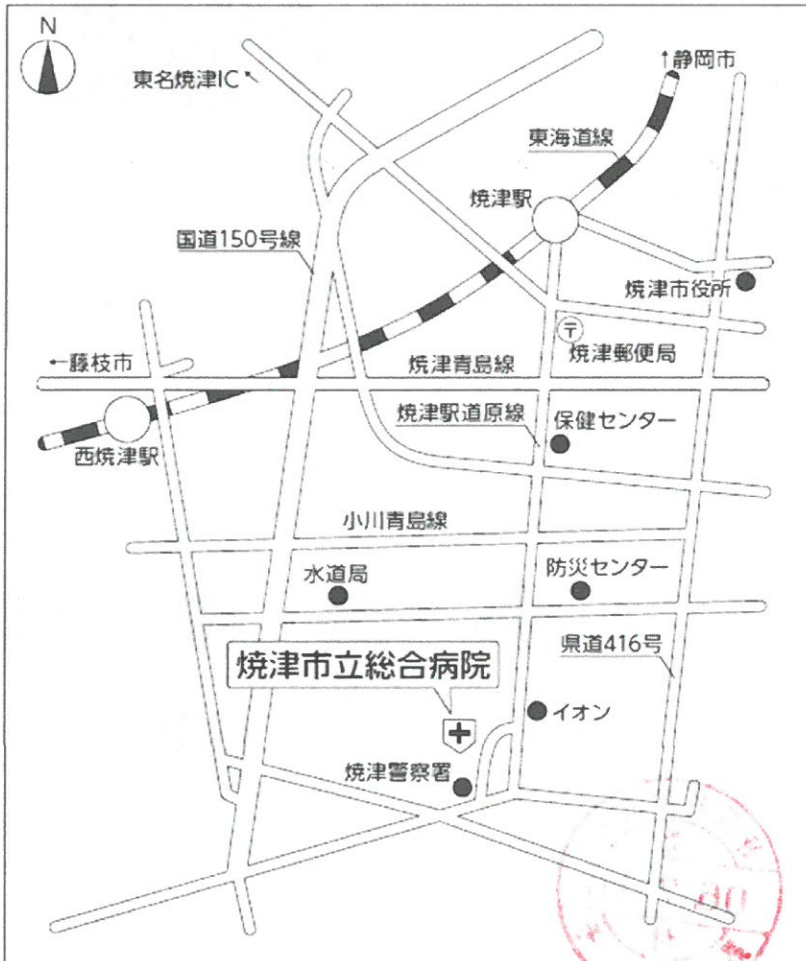 N
東名焼津IC
↑静岡市
東海道線
焼津駅
国道150号線
焼津市役所
〒
焼津郵便局
←藤枝市
焼津青島線
焼津駅道原線
保健センター
西焼津駅
小川青島線
水道局
防災センター
県道416号
焼津市立総合病院
イオン
焼津警察署